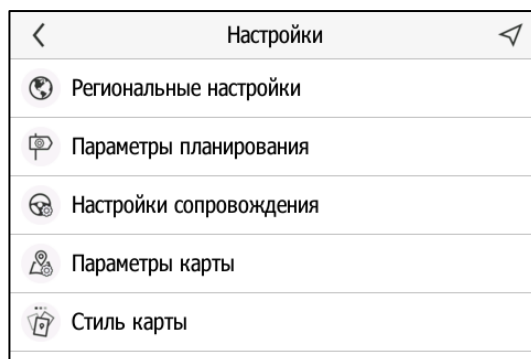 Настройки
Региональные настройки
Параметры планирования
Настройки сопровождения
Параметры карты
Стиль карты